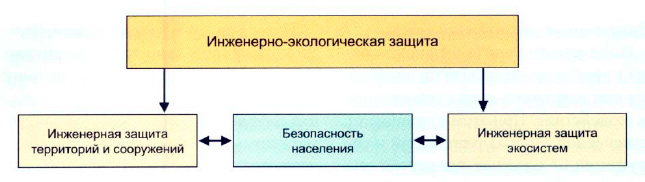 Инженерно-экологическая защита
Инженерная защита
территорий и сооружений
Безопасность
населения
Инженерная защита
экосистем